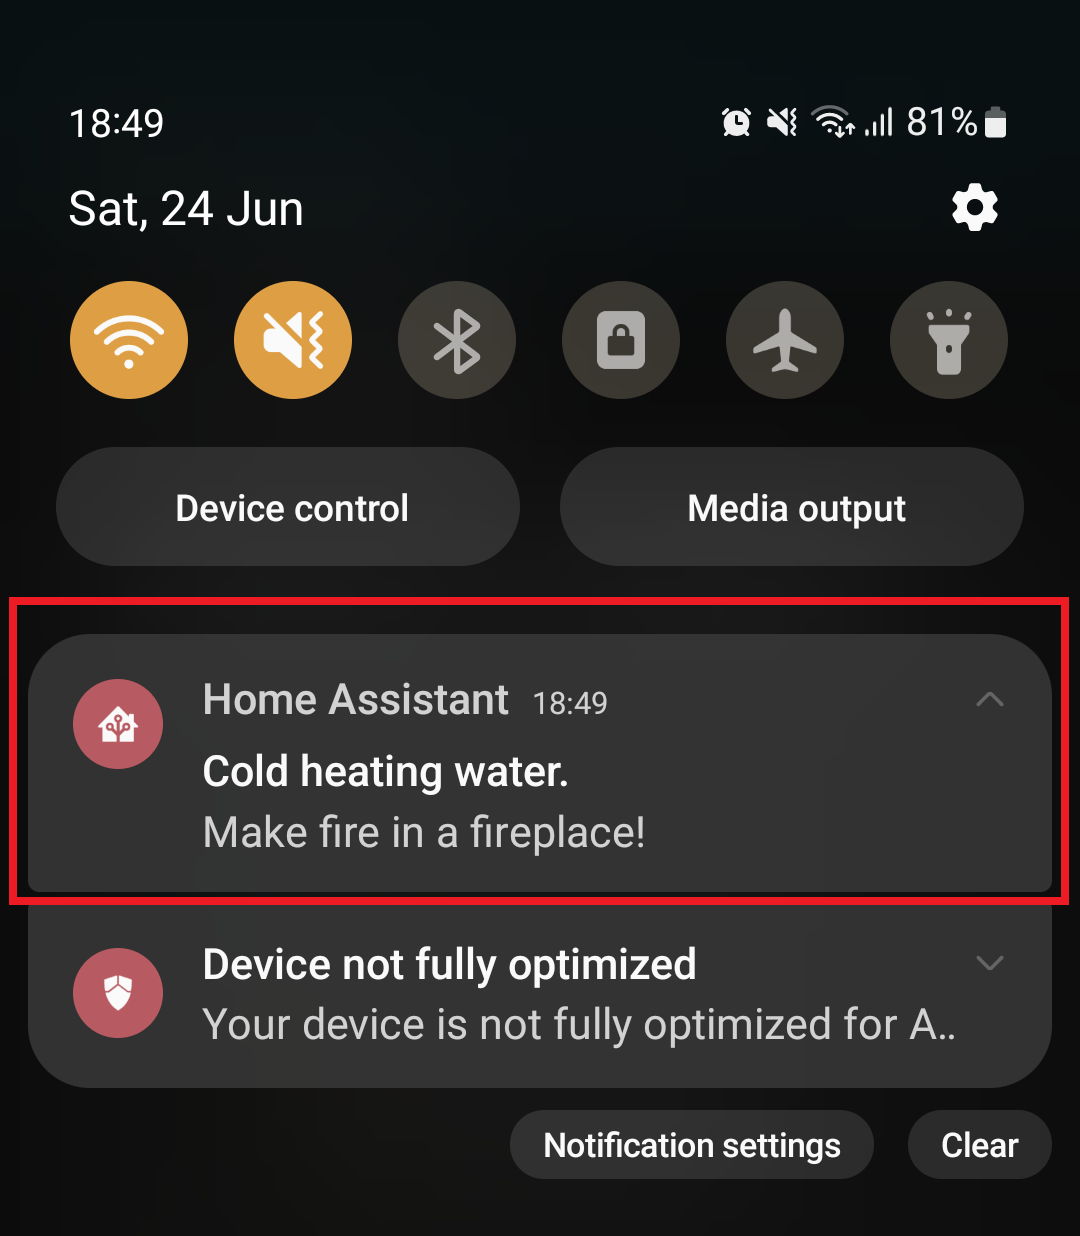 18:49
81%
Sat, 24 Jun
Device control
Media output
Home Assistant 18:49
Cold heating water.
Make fire in a fireplace!
Device not fully optimized
Your device is not fully optimized for A..
Notification settings
Clear